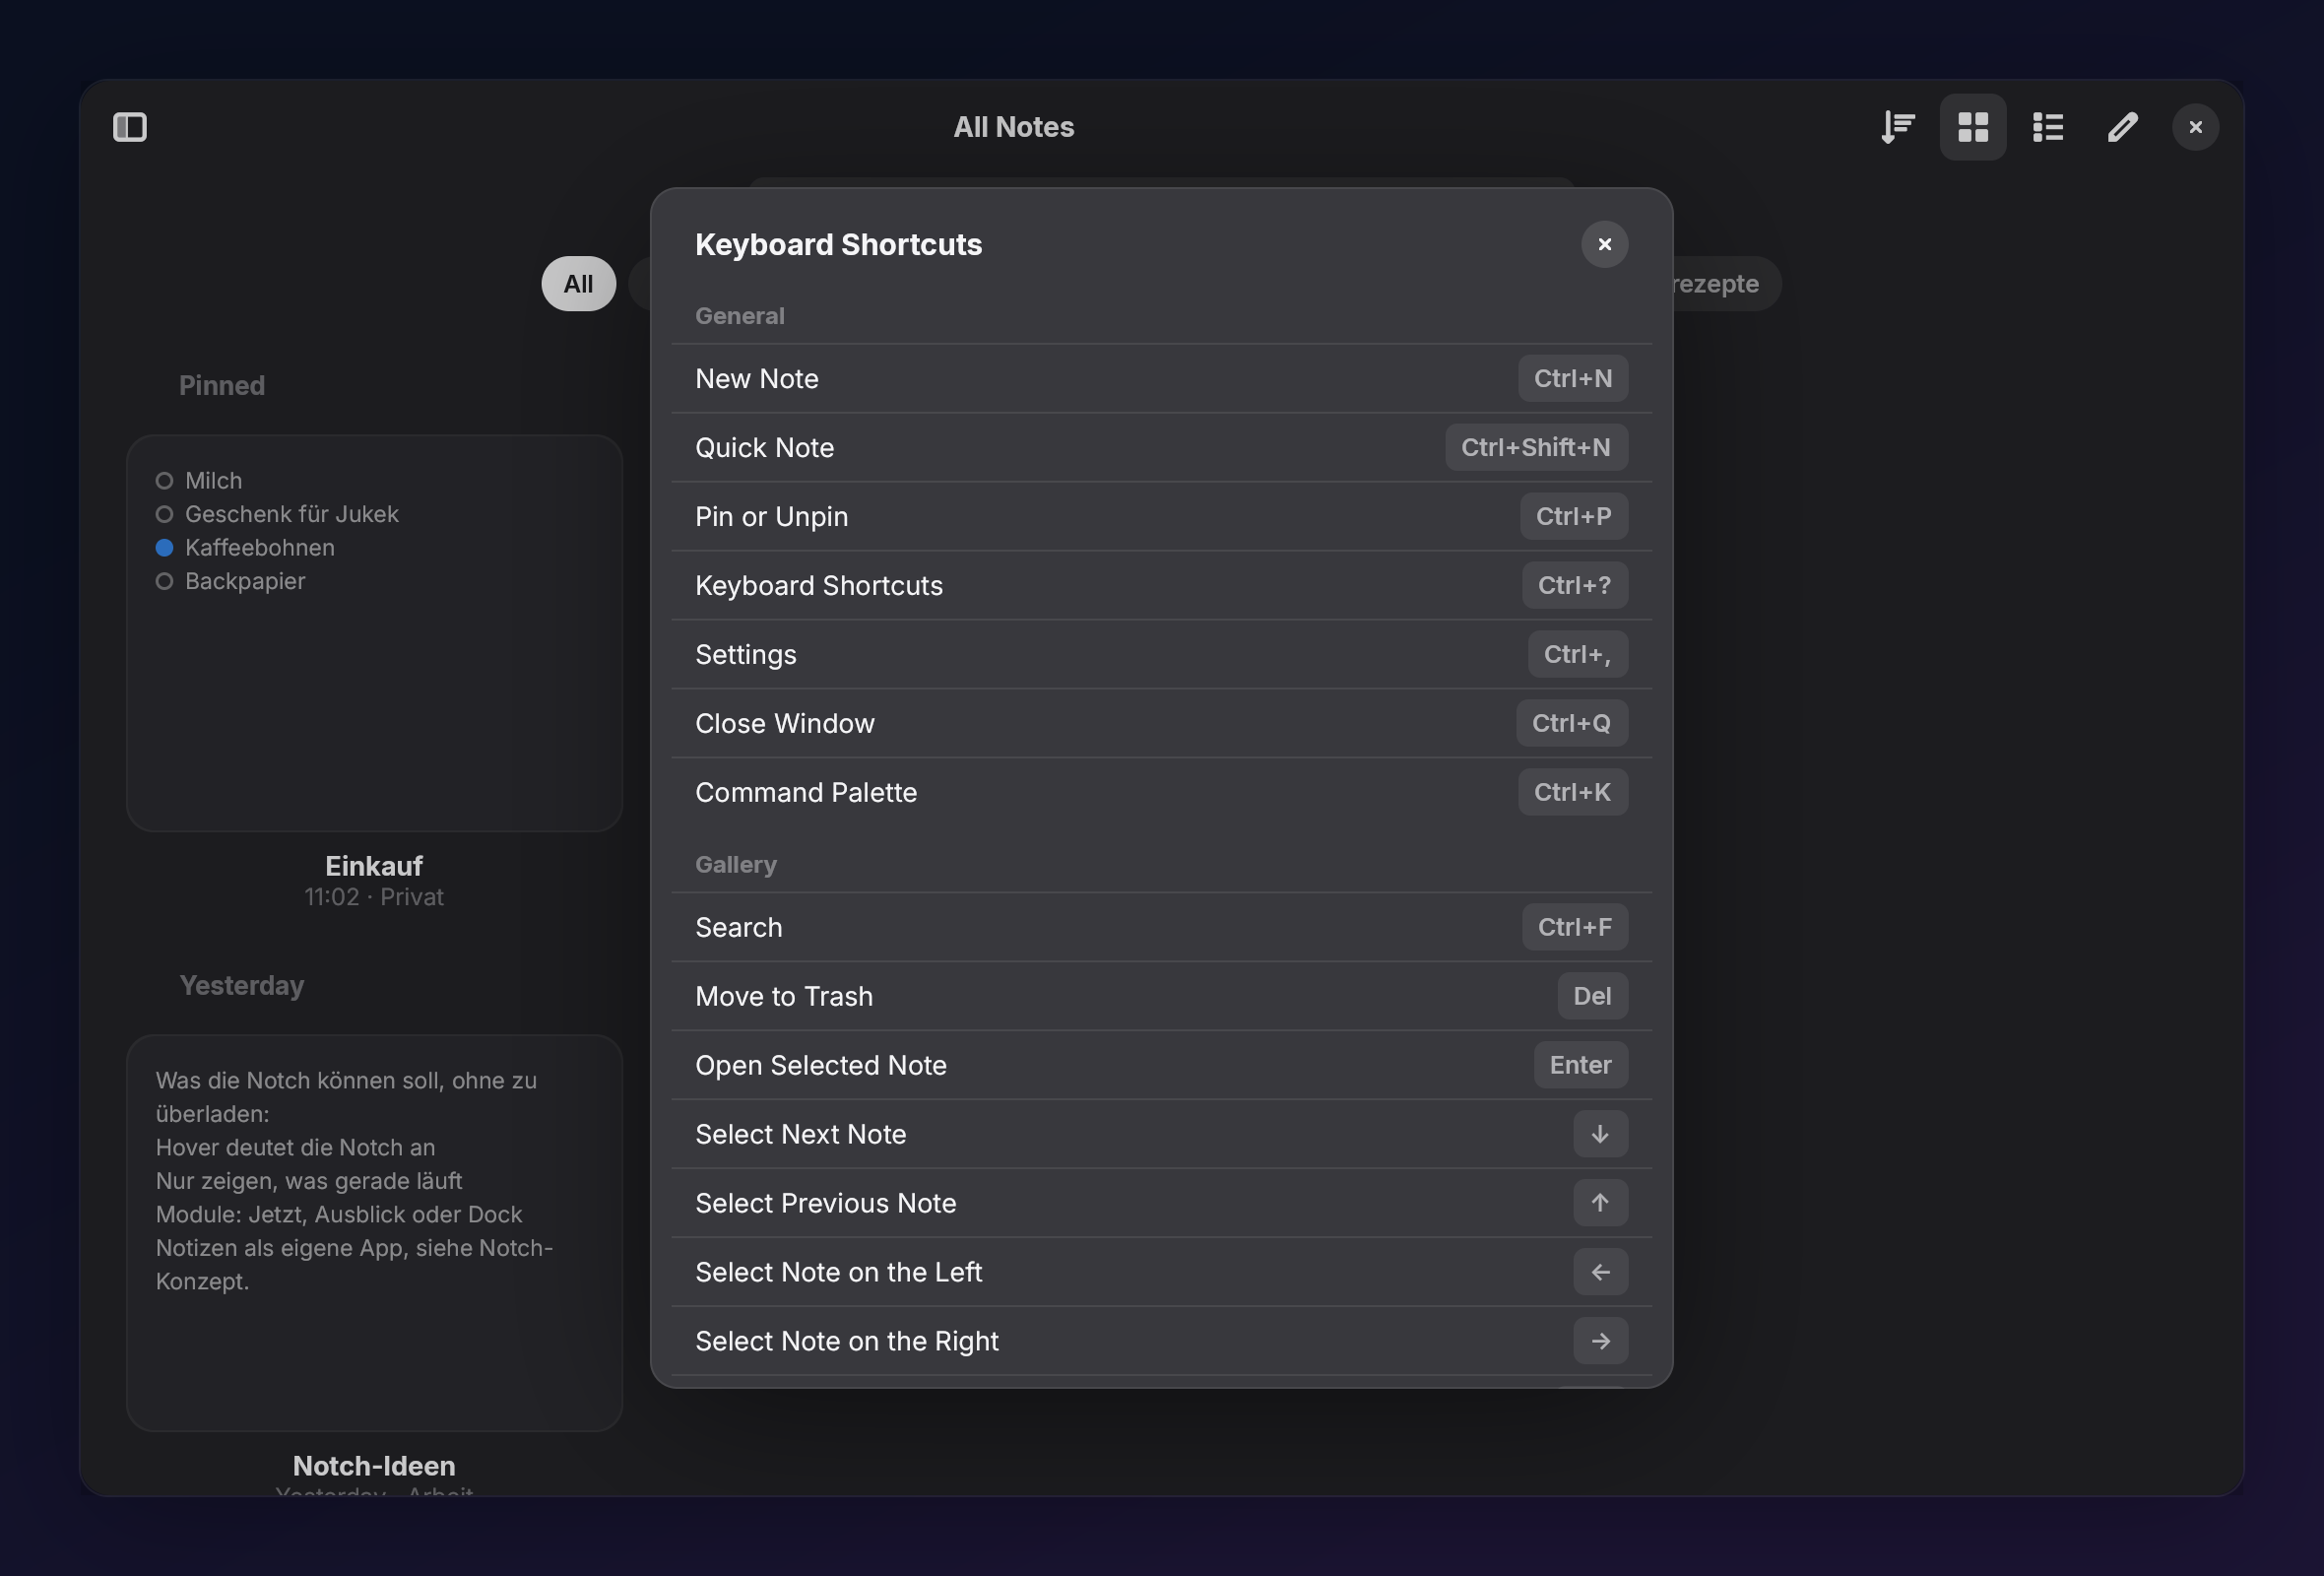 All Notes
Keyboard Shortcuts
All
rezepte
General
New Note Ctrl+N
Quick Note Ctrl+Shift+N
Pin or Unpin Ctrl+P
Keyboard Shortcuts Ctrl+?
Settings Ctrl+,
Close Window Ctrl+Q
Command Palette Ctrl+K
Gallery
Search Ctrl+F
Move to Trash Del
Open Selected Note Enter
Select Next Note ↓
Select Previous Note ↑
Select Note on the Left ←
Select Note on the Right →
Pinned
Milch
Geschenk für Jukek
Kaffeebohnen
Backpapier
Einkauf
11:02 · Privat
Yesterday
Was die Notch können soll, ohne zu
überladen:
Hover deutet die Notch an
Nur zeigen, was gerade läuft
Module: Jetzt, Ausblick oder Dock
Notizen als eigene App, siehe Notch-
Konzept.
Notch-Ideen
Yesterday · Arbeit